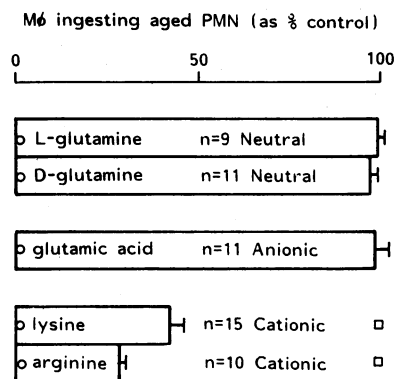 Mø ingesting aged PMN (as % control)
0 50 100
L-glutamine n=9 Neutral
D-glutamine n=11 Neutral
glutamic acid n=11 Anionic
lysine n=15 Cationic
arginine n=10 Cationic